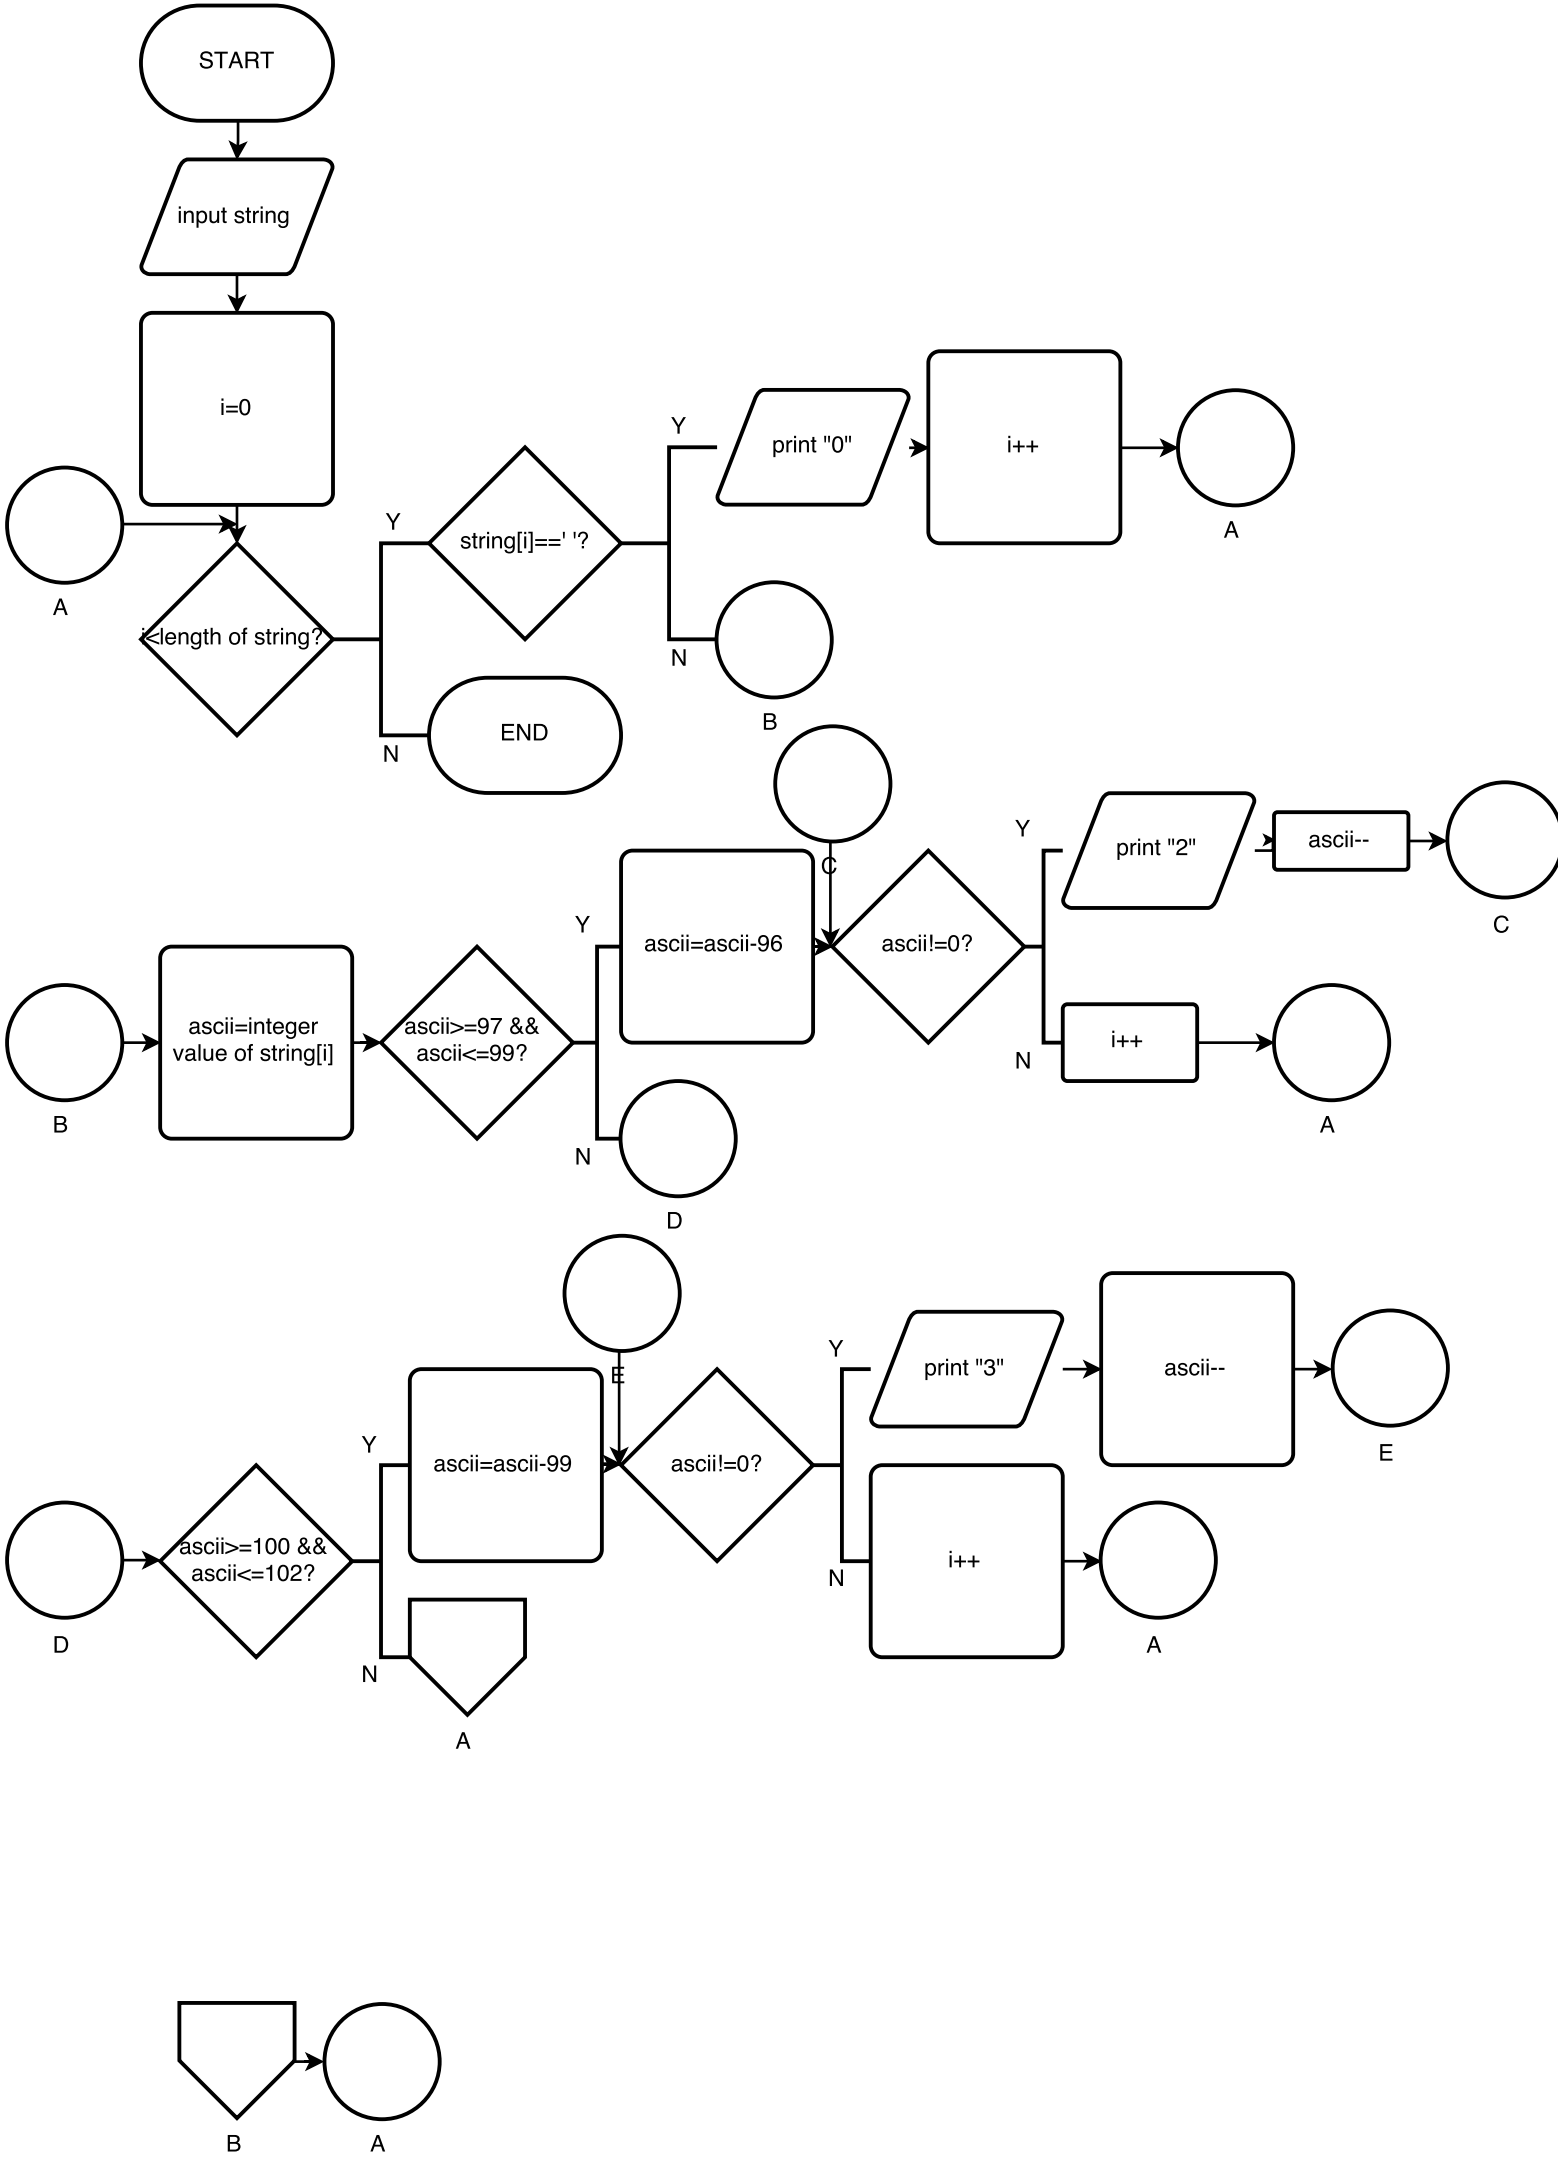 START
input string
i=0
A
i<length of string?
Y
N
string[i]==' '?
END
Y
N
print "0"
i++
A
B
C
B
ascii=integer
value of string[i]
ascii>=97 &&
ascii<=99?
Y
N
ascii=ascii-96
D
ascii!=0?
Y
N
print "2"
ascii--
C
i++
A
E
D
ascii>=100 &&
ascii<=102?
Y
N
ascii=ascii-99
A
ascii!=0?
Y
N
print "3"
ascii--
E
i++
A
B
A